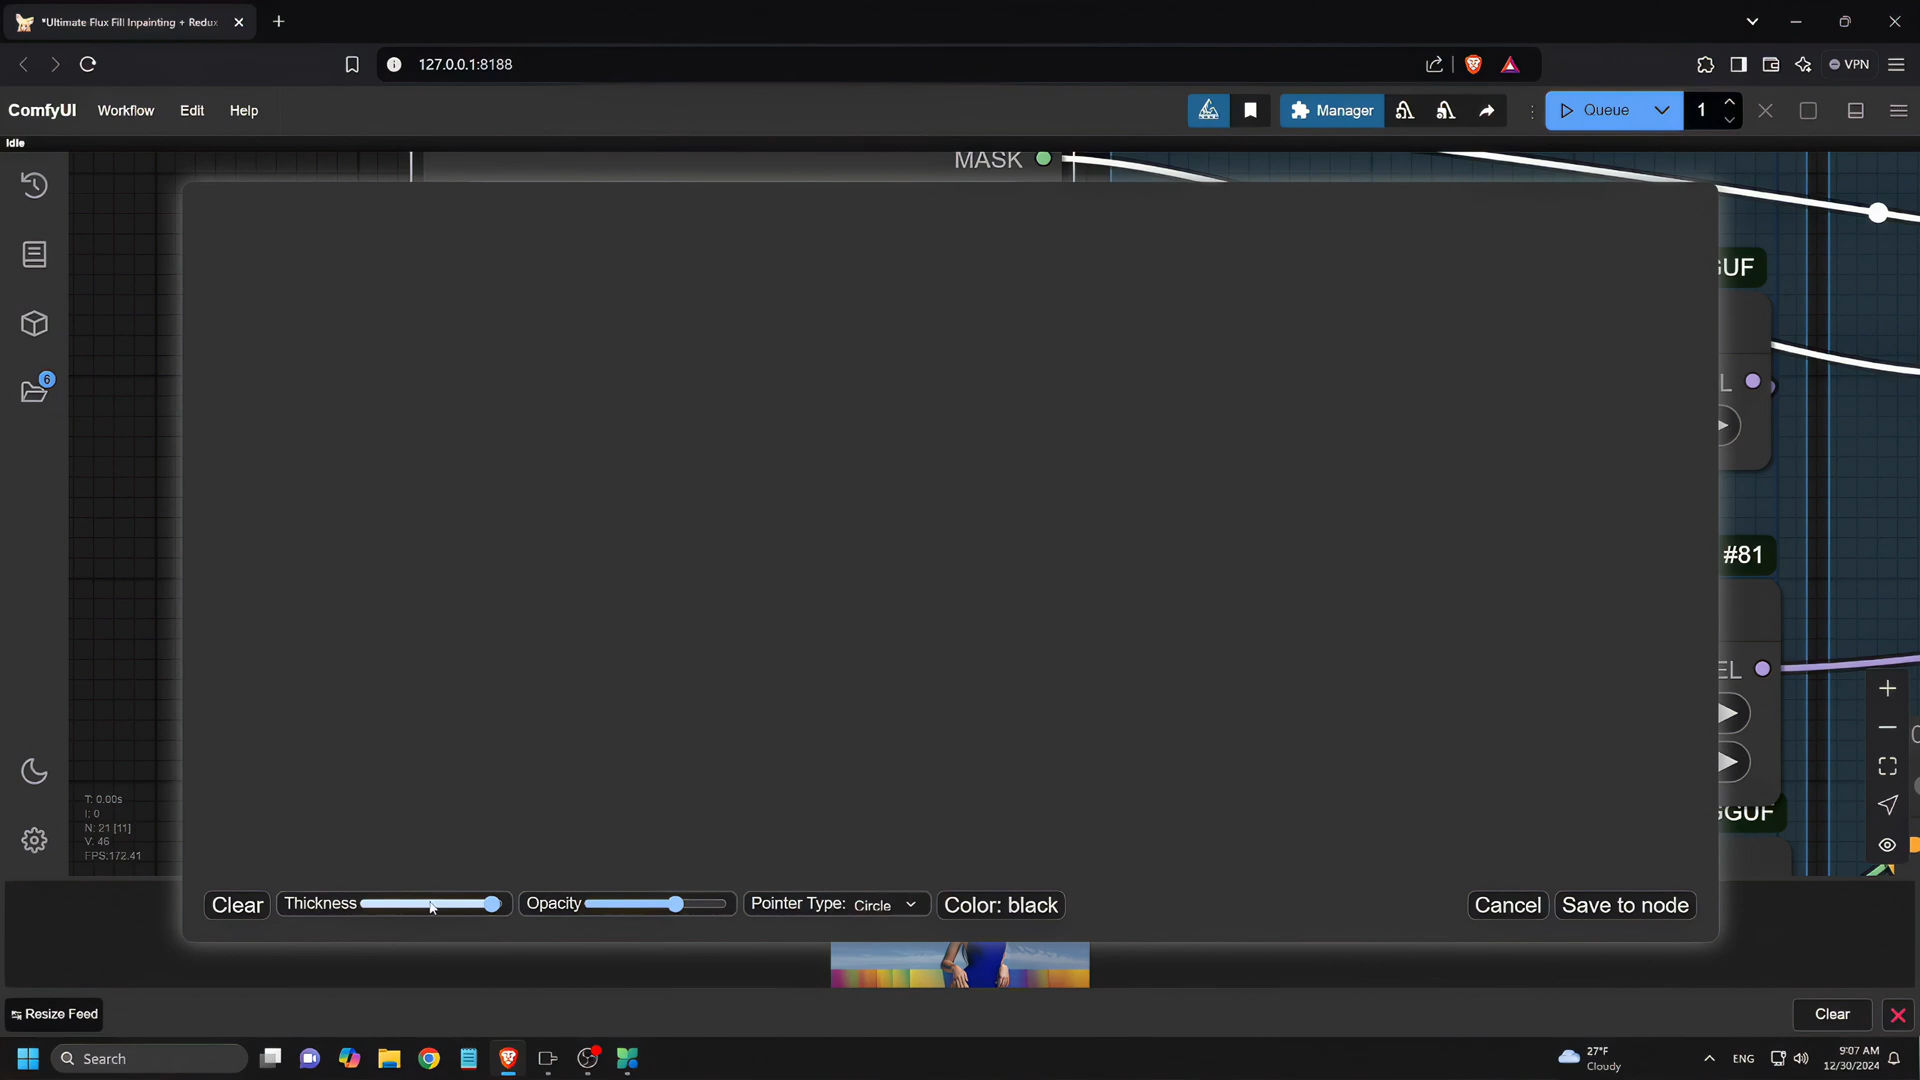 *Ultimate Flux Fill Inpainting + Redux
127.0.0.1:8188
VPN
ComfyUI
Workflow
Edit
Help
Manager
Queue
1
Idle
MASK
GUF
L
#81
EL
GGUF
6
T: 0.00s
I: 0
N: 21 [11]
V: 46
FPS:172.41
Clear
Thickness
Opacity
Pointer Type: Circle
Color: black
Cancel
Save to node
Resize Feed
Clear
Search
27°F
Cloudy
ENG
9:07 AM
12/30/2024